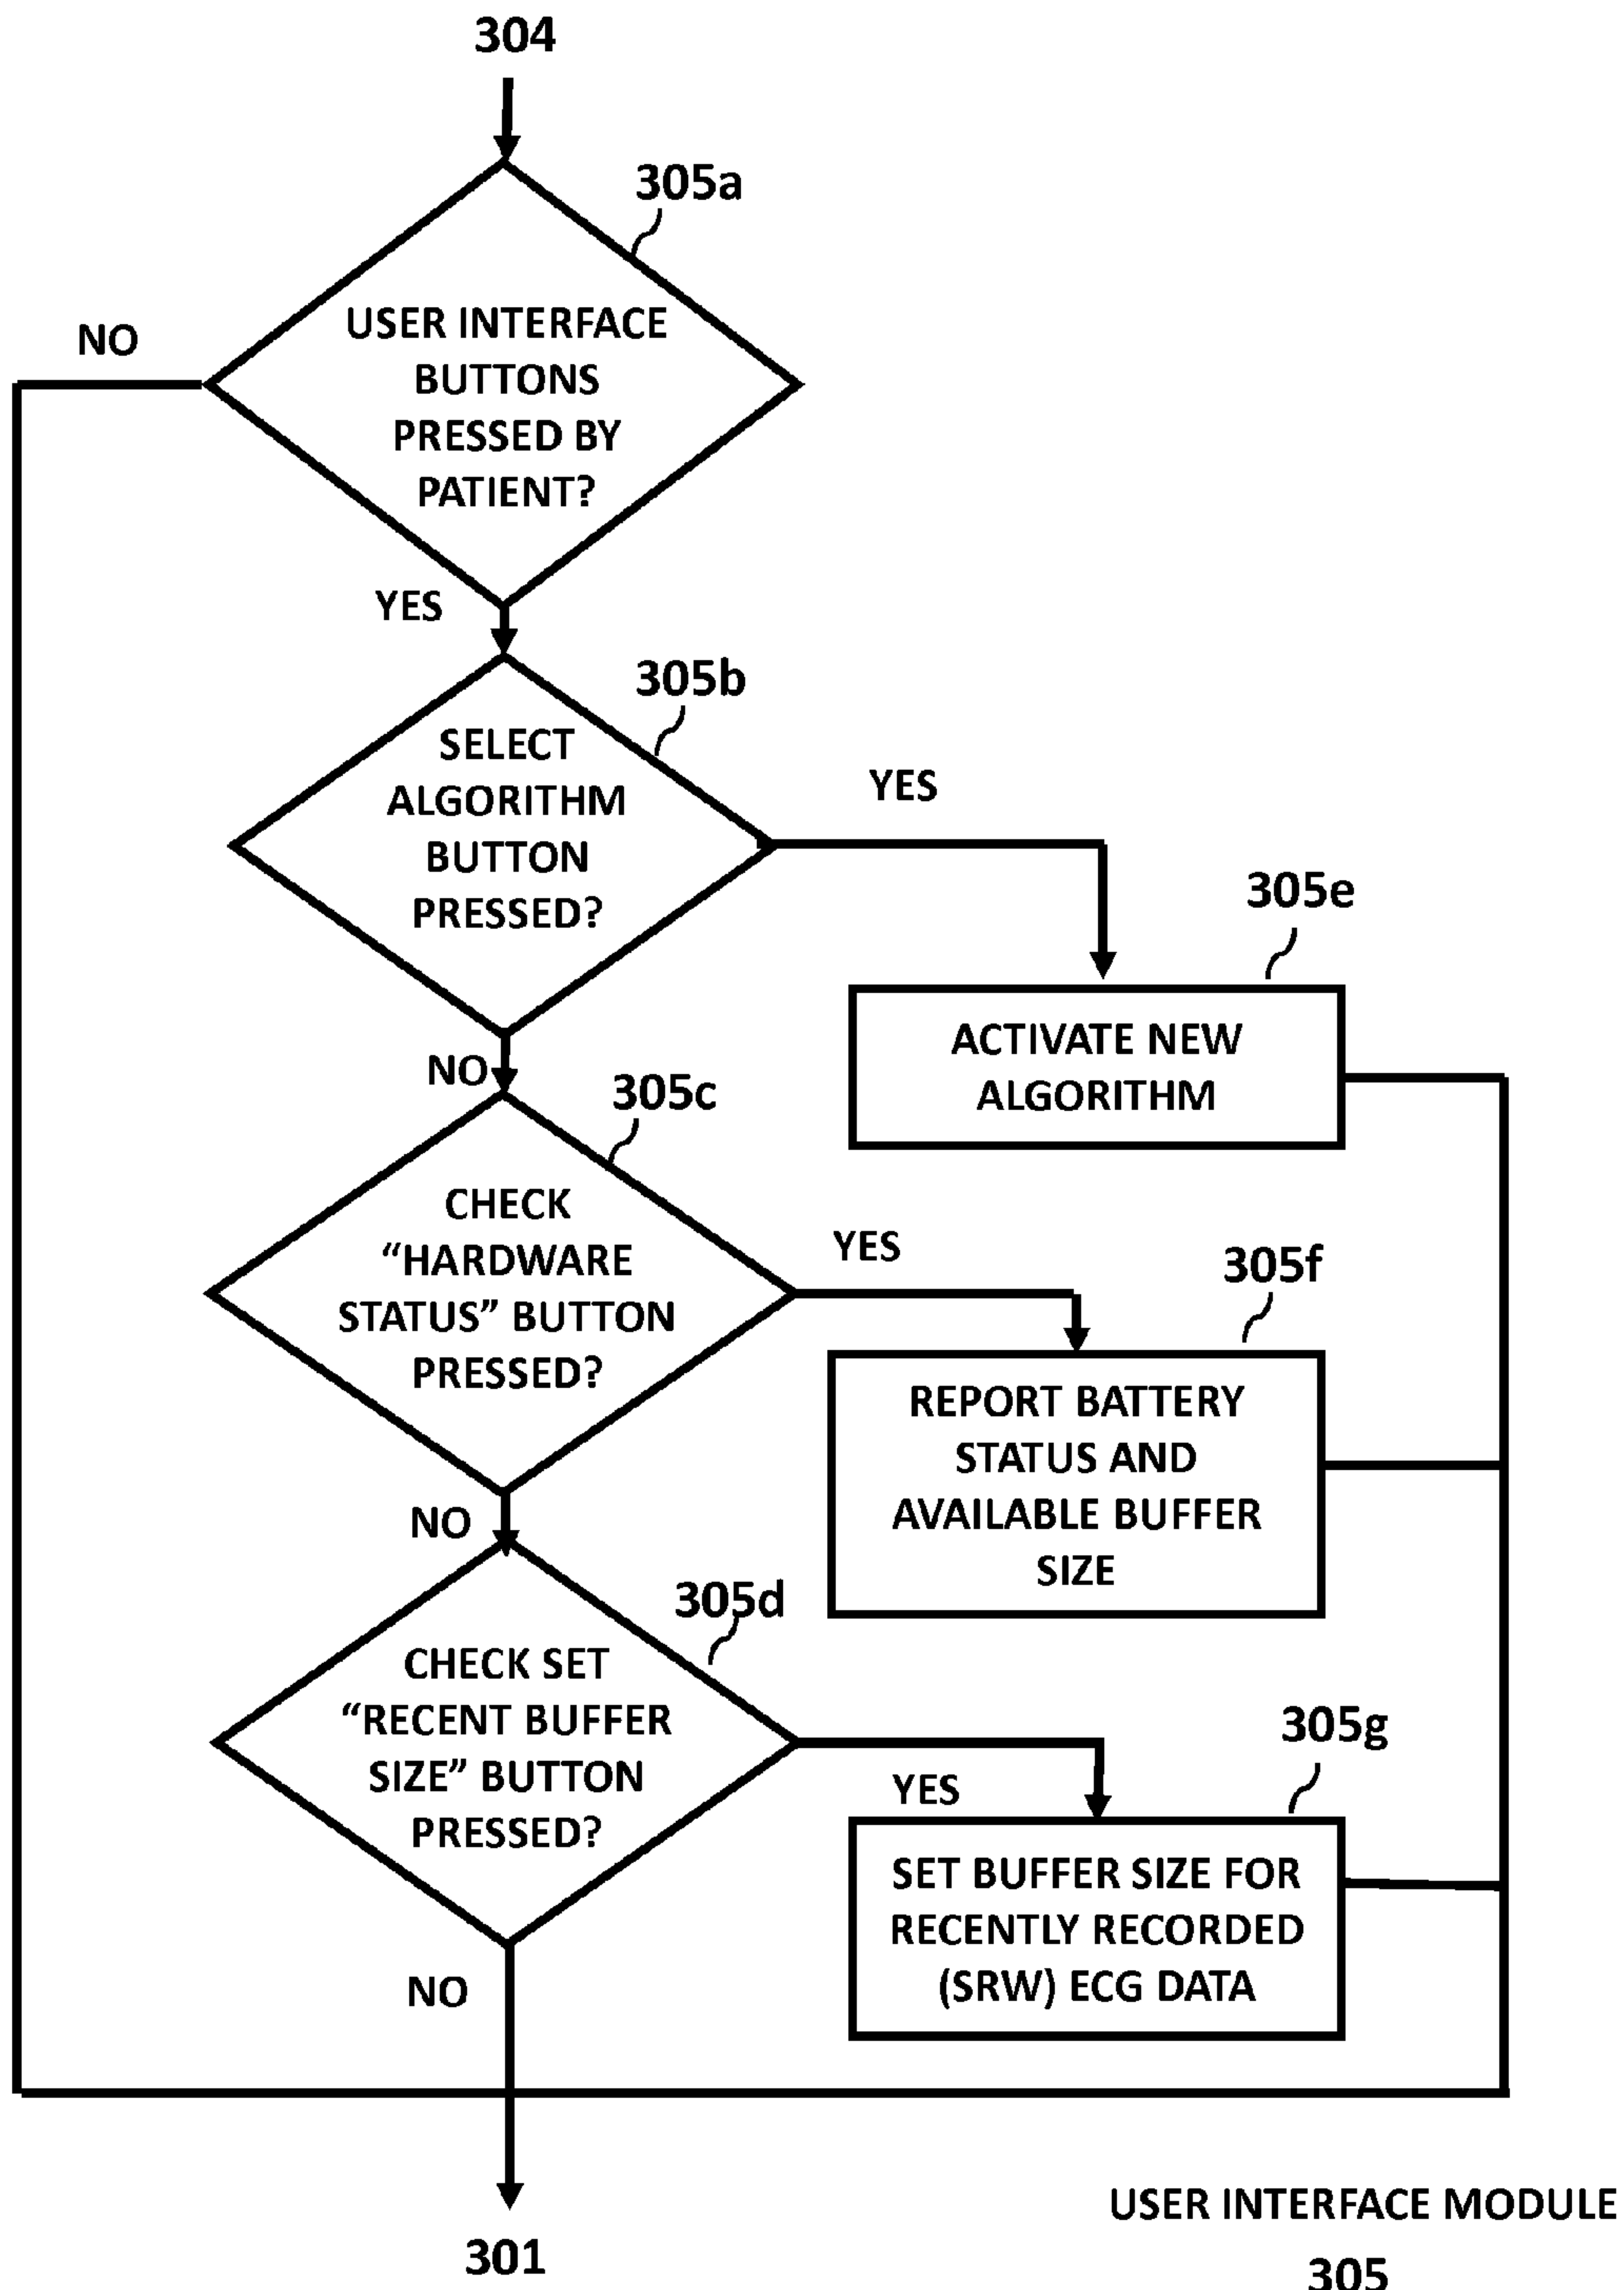 304
305a
USER INTERFACE
BUTTONS
PRESSED BY
PATIENT?
NO
YES
305b
SELECT
ALGORITHM
BUTTON
PRESSED?
YES
305e
ACTIVATE NEW
ALGORITHM
NO
305c
CHECK
“HARDWARE
STATUS” BUTTON
PRESSED?
YES
305f
REPORT BATTERY
STATUS AND
AVAILABLE BUFFER
SIZE
NO
305d
CHECK SET
“RECENT BUFFER
SIZE” BUTTON
PRESSED?
YES
305g
SET BUFFER SIZE FOR
RECENTLY RECORDED
(SRW) ECG DATA
NO
301
USER INTERFACE MODULE
305